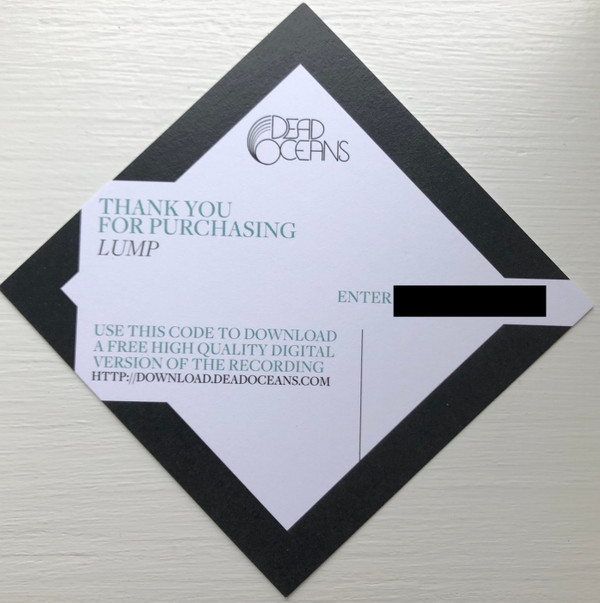 DEAD
OCEANS
THANK YOU
FOR PURCHASING
LUMP
ENTER
USE THIS CODE TO DOWNLOAD
A FREE HIGH QUALITY DIGITAL
VERSION OF THE RECORDING
HTTP://DOWNLOAD.DEADOCEANS.COM